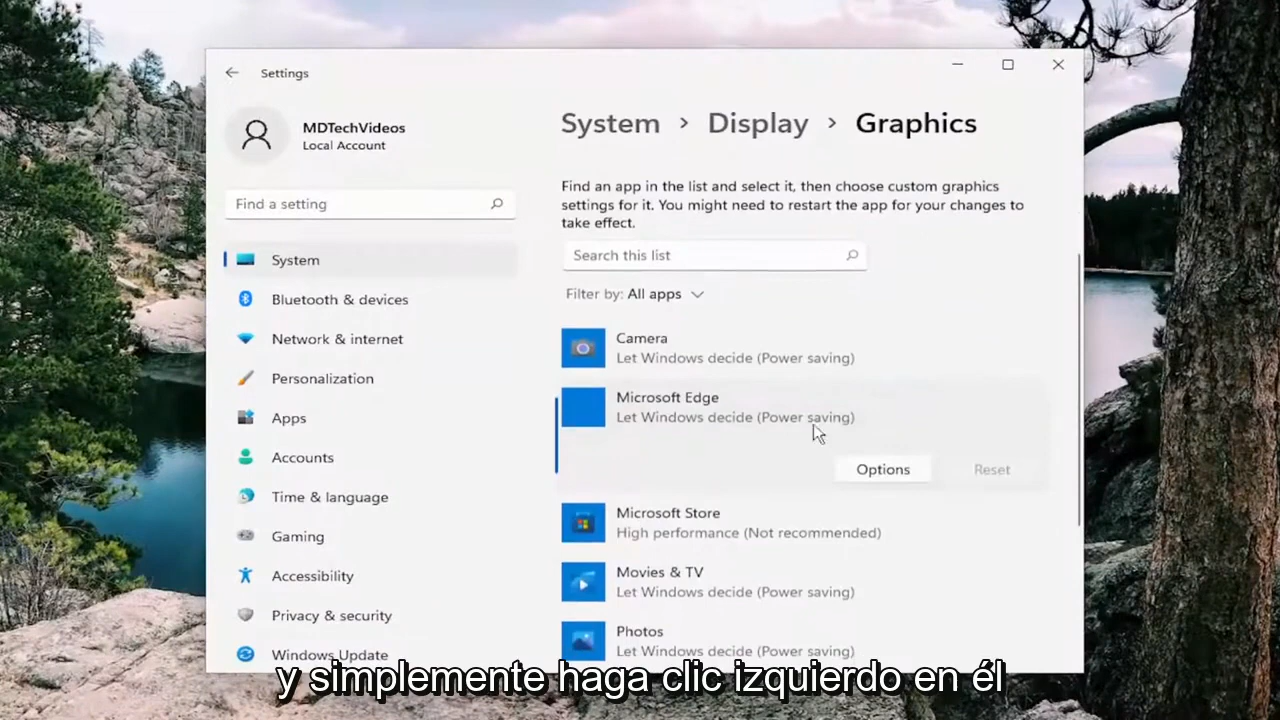 Settings
MDTechVideos
Local Account
Find a setting
System
Bluetooth & devices
Network & internet
Personalization
Apps
Accounts
Time & language
Gaming
Accessibility
Privacy & security
Windows Update
System > Display > Graphics
Find an app in the list and select it, then choose custom graphics
settings for it. You might need to restart the app for your changes to
take effect.
Search this list
Filter by: All apps
Camera
Let Windows decide (Power saving)
Microsoft Edge
Let Windows decide (Power saving)
Options Reset
Microsoft Store
High performance (Not recommended)
Movies & TV
Let Windows decide (Power saving)
Photos
Let Windows decide (Power saving)
y simplemente haga clic izquierdo en él